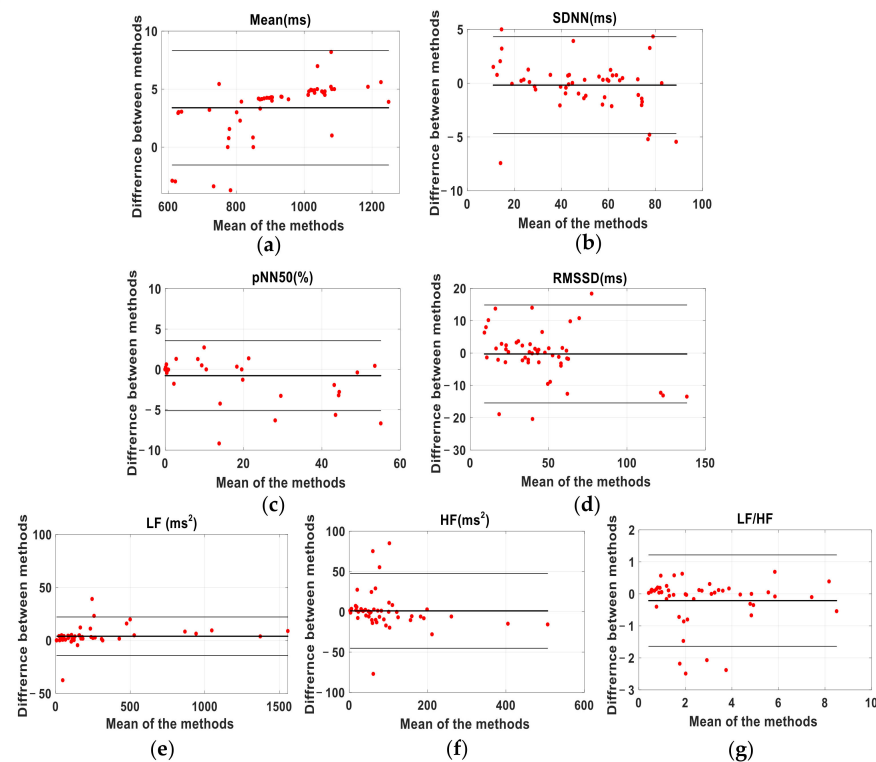 Mean(ms)
Diffrernce between methods
10
5
0
600
800
1000
1200
Mean of the methods
(a)
SDNN(ms)
Diffrernce between methods
5
0
−5
−10
0
20
40
60
80
100
Mean of the methods
(b)
pNN50(%)
Diffrernce between methods
10
5
0
−5
−10
0
20
40
60
Mean of the methods
(c)
RMSSD(ms)
Diffrernce between methods
20
10
0
−10
−20
−30
0
50
100
150
Mean of the methods
(d)
LF (ms²)
Diffrernce between methods
100
50
0
−50
0
500
1000
1500
Mean of the methods
(e)
HF(ms²)
Diffrernce between methods
100
50
0
−50
−100
0
200
400
600
Mean of the methods
(f)
LF/HF
Diffrernce between methods
2
1
0
−1
−2
−3
0
2
4
6
8
10
Mean of the methods
(g)